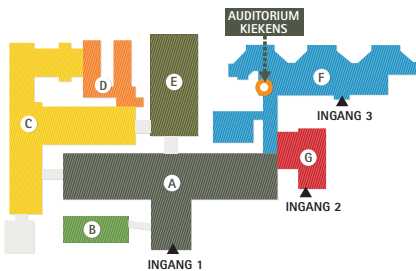 AUDITORIUM
KIEKENS
D
E
F
INGANG 3
C
G
A
INGANG 2
B
INGANG 1